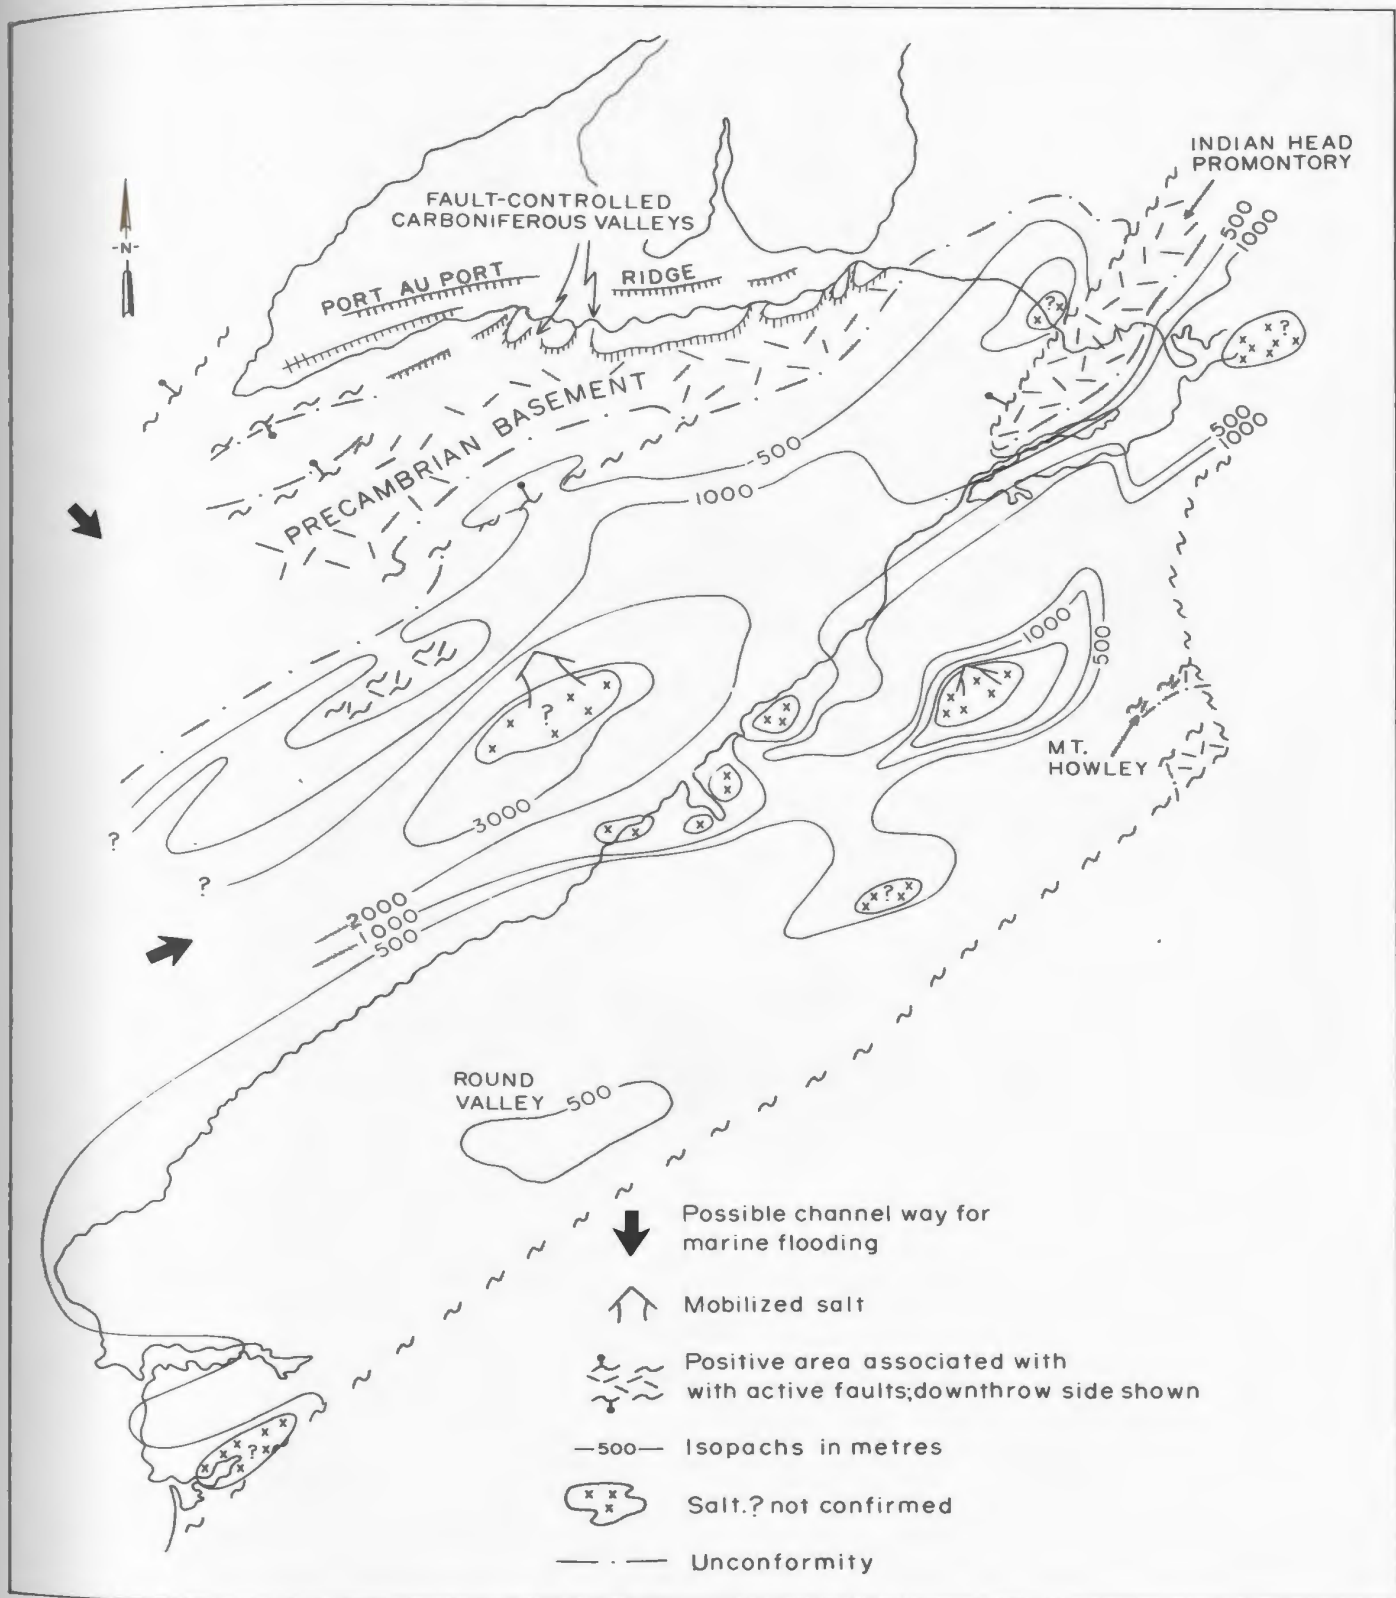 INDIAN HEAD
PROMONTORY
FAULT-CONTROLLED
CARBONIFEROUS VALLEYS
-N-
PORT AU PORT
RIDGE
500
1000
?
?
PRECAMBRIAN BASEMENT
500
1000
500
1000
1000
500
?
MT.
HOWLEY
3000
?
?
?
2000
1000
500
ROUND
VALLEY
500
Possible channel way for
marine flooding
Mobilized salt
Positive area associated with
with active faults; downthrow side shown
—500— Isopachs in metres
?
Salt.? not confirmed
Unconformity